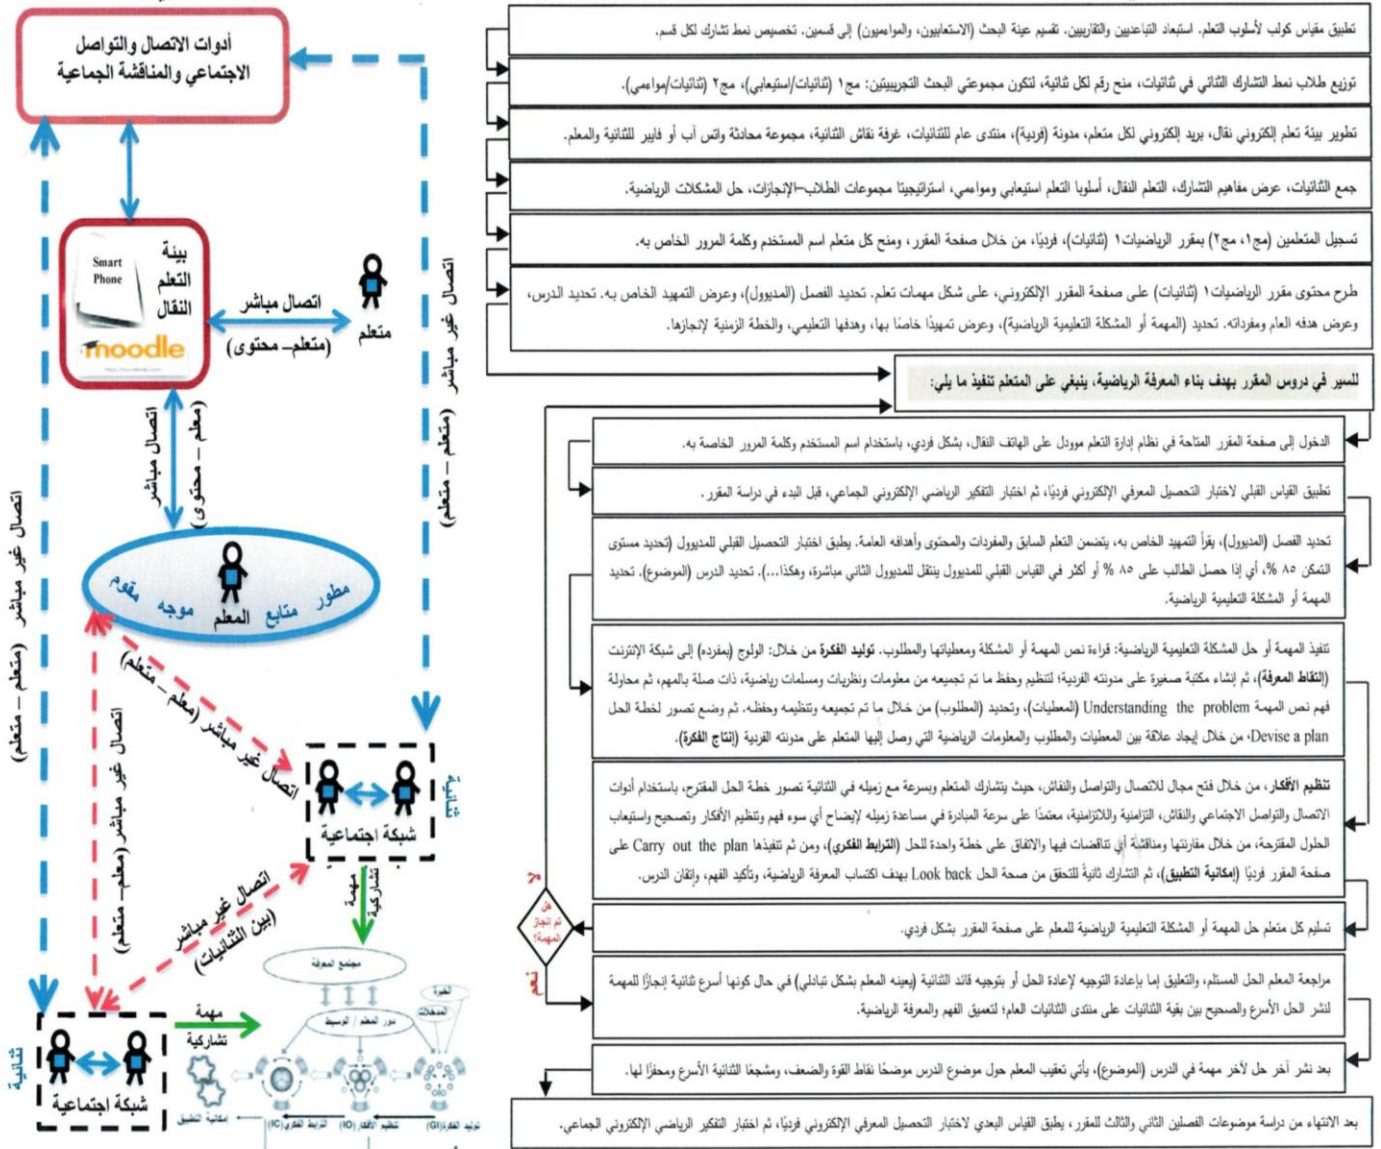 تطبيق مقياس كولب لأسلوب التعلم. استبعاد التباعديين والتقاربيين. تقسيم عينة البحث (الاستعابيون، والمواءميون) إلى قسمين. تخصيص نمط تشارك لكل قسم.
توزيع طلاب نمط التشارك الثنائي في ثنائيات، منح رقم لكل ثنائية، لتكون مجموعتي البحث التجريبيتين: مج١ (ثنائيات/استيعابي)، مج٢ (ثنائيات/مواءمي).
تطوير بيئة تعلم إلكتروني نقال، بريد إلكتروني لكل متعلم، مدونة (فردية)، منتدى عام للثنائيات، غرفة نقاش الثنائية، مجموعة محادثة واتس آب أو فايبر للثنائية والمعلم.
جمع الثنائيات، عرض مفاهيم التشارك، التعلم النقال، أسلوبا التعلم استيعابي ومواءمي، استراتيجيتا مجموعات الطلاب–الإنجازات، حل المشكلات الرياضية.
تسجيل المتعلمين (مج١، مج٢) بمقرر الرياضيات١ (ثنائيات)، فرديًا، من خلال صفحة المقرر، ومنح كل متعلم اسم المستخدم وكلمة المرور الخاص به.
طرح محتوى مقرر الرياضيات١ (ثنائيات) على صفحة المقرر الإلكتروني، على شكل مهمات تعلم. تحديد الفصل (المديوول)، وعرض التمهيد الخاص به. تحديد الدرس،
وعرض هدفه العام ومفرداته. تحديد (المهمة أو المشكلة التعليمية الرياضية)، وعرض تمهيدًا خاصًا بها، وهدفها التعليمي، والخطة الزمنية لإنجازها.
للسير في دروس المقرر بهدف بناء المعرفة الرياضية، ينبغي على المتعلم تنفيذ ما يلي:
الدخول إلى صفحة المقرر المتاحة في نظام إدارة التعلم موودل على الهاتف النقال، بشكل فردي، باستخدام اسم المستخدم وكلمة المرور الخاصة به.
تطبيق القياس القبلي لاختبار التحصيل المعرفي الإلكتروني فرديًا، ثم اختبار التفكير الرياضي الإلكتروني الجماعي، قبل البدء في دراسة المقرر.
تحديد الفصل (المديوول)، يقرأ التمهيد الخاص به، يتضمن التعلم السابق والمفردات والمحتوى وأهدافه العامة. يطبق اختبار التحصيل القبلي للمديوول (تحديد مستوى
التمكن ٨٥ %، أي إذا حصل الطالب على ٨٥ % أو أكثر في القياس القبلي للمديوول ينتقل للمديوول الثاني مباشرة، وهكذا...). تحديد الدرس (الموضوع). تحديد
المهمة أو المشكلة التعليمية الرياضية.
تنفيذ المهمة أو حل المشكلة التعليمية الرياضية: قراءة نص المهمة أو المشكلة ومعطياتها والمطلوب. توليد الفكرة من خلال: الولوج (بمفرده) إلى شبكة الإنترنت
(التقاط المعرفة)، ثم إنشاء مكتبة صغيرة على مدونته الفردية؛ لتنظيم وحفظ ما تم تجميعه من معلومات ونظريات ومسلمات رياضية، ذات صلة بالمهم، ثم محاولة
فهم نص المهمة Understanding the problem (المعطيات)، وتحديد (المطلوب) من خلال ما تم تجميعه وتنظيمه وحفظه. ثم وضع تصور لخطة الحل
Devise a plan، من خلال إيجاد علاقة بين المعطيات والمطلوب والمعلومات الرياضية التي وصل إليها المتعلم على مدونته الفردية (إنتاج الفكرة).
تنظيم الأفكار، من خلال فتح مجال للاتصال والتواصل والنقاش، حيث يتشارك المتعلم وبسرعة مع زميله في الثنائية تصور خطة الحل المقترح، باستخدام أدوات
الاتصال والتواصل الاجتماعي والنقاش، التزامنية واللاتزامنية، معتمدًا على سرعة المبادرة في مساعدة زميله لإيضاح أي سوء فهم وتنظيم الأفكار وتصحيح واستيعاب
الحلول المقترحة، من خلال مقارنتها ومناقشة أي تناقضات فيها والاتفاق على خطة واحدة للحل (الترابط الفكري)، ومن ثم تنفيذها Carry out the plan على
صفحة المقرر فرديًا (إمكانية التطبيق)، ثم التشارك ثانيةً للتحقق من صحة الحل Look back بهدف اكتساب المعرفة الرياضية، وتأكيد الفهم، وإتقان الدرس.
تسليم كل متعلم حل المهمة أو المشكلة التعليمية الرياضية للمعلم على صفحة المقرر بشكل فردي.
لا
هل
تم إنجاز
المهمة؟
نعم
مراجعة المعلم الحل المستلم، والتعليق إما بإعادة التوجيه لإعادة الحل أو بتوجيه قائد الثنائية (يعينه المعلم بشكل تبادلي) في حال كونها أسرع ثنائية إنجازًا للمهمة
لنشر الحل الأسرع والصحيح بين بقية الثنائيات على منتدى الثنائيات العام؛ لتعميق الفهم والمعرفة الرياضية.
بعد نشر آخر حل لآخر مهمة في الدرس (الموضوع)، يأتي تعقيب المعلم حول موضوع الدرس موضحًا نقاط القوة والضعف، ومشجعًا الثنائية الأسرع ومحفزًا لها.
بعد الانتهاء من دراسة موضوعات الفصلين الثاني والثالث للمقرر، يطبق القياس البعدي لاختبار التحصيل المعرفي الإلكتروني فرديًا، ثم اختبار التفكير الرياضي الإلكتروني الجماعي.
أدوات الاتصال والتواصل
الاجتماعي والمناقشة الجماعية
بيئة
التعلم
النقال
Smart
Phone
moodle
اتصال مباشر
(متعلم– محتوى)
متعلم
اتصال غير مباشر (متعلم – متعلم)
اتصال مباشر
(معلم – محتوى)
اتصال غير مباشر (متعلم – متعلم)
المعلم
مطور متابع موجه مقوم
اتصال غير مباشر (معلم – متعلم)
اتصال غير مباشر (معلم– متعلم)
شبكة اجتماعية
ثنائية
مهمة
تشاركية
اتصال غير مباشر
(بين الثنائيات)
مجتمع المعرفة
دور المعلم / الوسيط
الخبرة
المدخلات
توليد الفكرة(GI)
تنظيم الأفكار(IO)
الترابط الفكري(IC)
إمكانية التطبيق
مهمة
تشاركية
شبكة اجتماعية
ثنائية